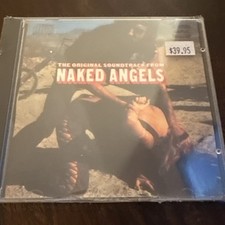 $39.95
THE ORIGINAL SOUNDTRACK FROM
NAKED ANGELS